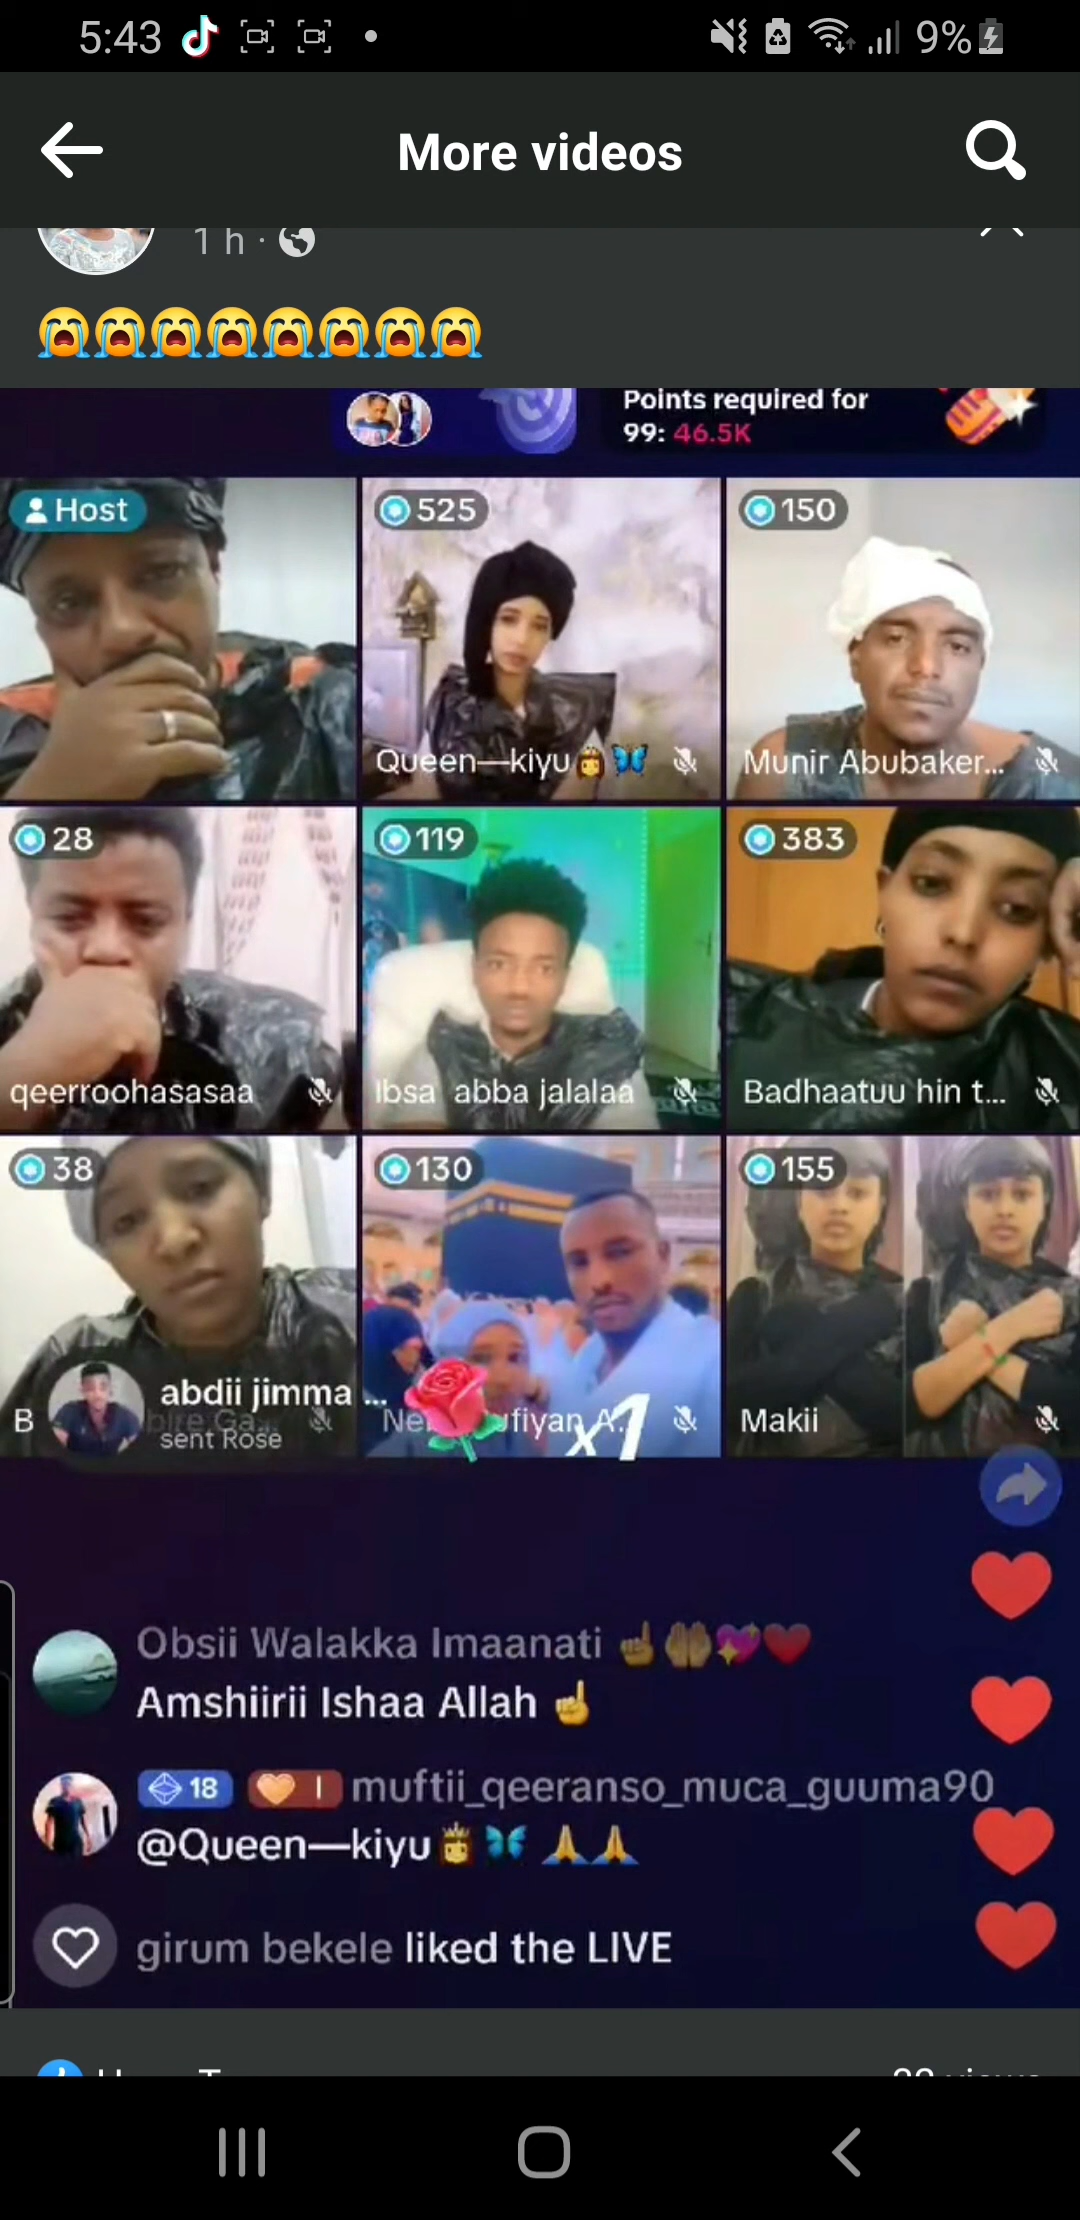 5:43
9%
More videos
1 h ·
😭😭😭😭😭😭😭😭
Points required for
99: 46.5K
Host
525
150
Queen—kiyu👸🦋
Munir Abubaker...
28
119
383
qeerroohasasaa
Ibsa abba jalalaa
Badhaatuu hin t...
38
130
155
abdii jimma ...
sent Rose
B
x1
Makii
Obsii Walakka Imaanati ☝🤲💖❤
Amshiirii Ishaa Allah ☝
18 I muftii_qeeranso_muca_guuma90
@Queen—kiyu👸🦋 🙏🙏
girum bekele liked the LIVE